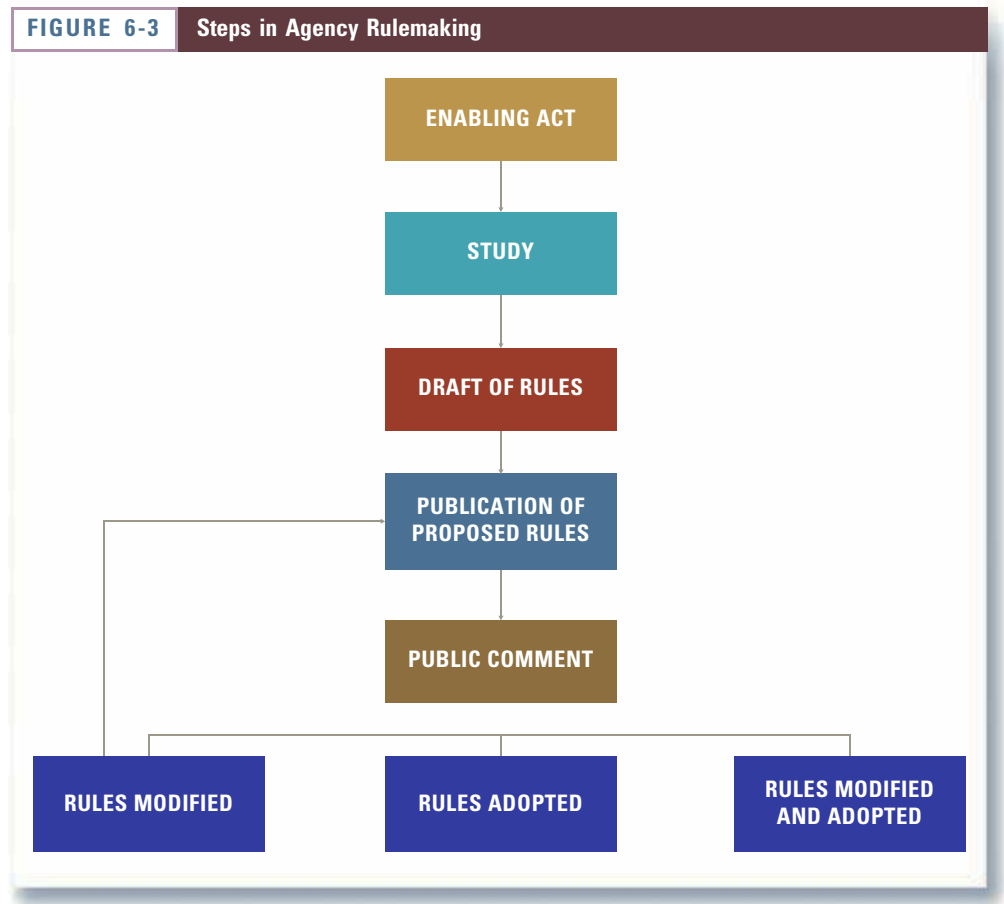 FIGURE 6-3 Steps in Agency Rulemaking
ENABLING ACT
STUDY
DRAFT OF RULES
PUBLICATION OF
PROPOSED RULES
PUBLIC COMMENT
RULES MODIFIED
RULES ADOPTED
RULES MODIFIED
AND ADOPTED